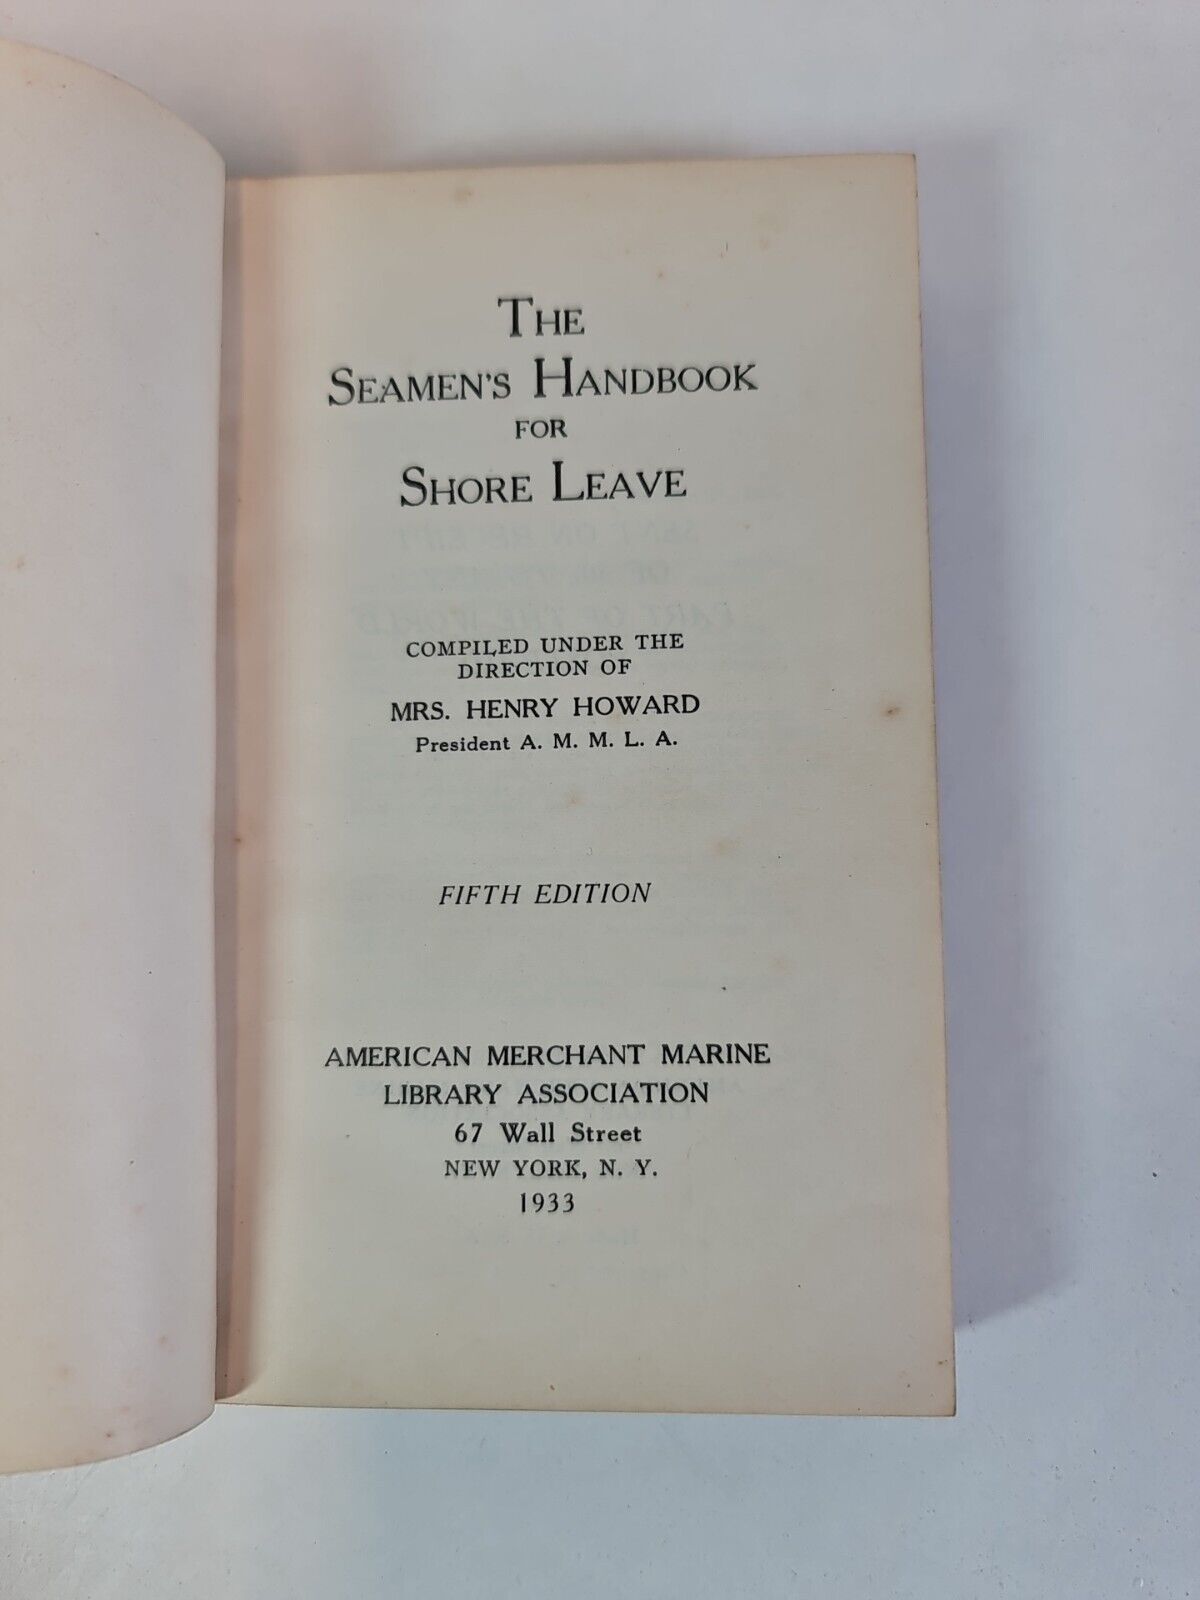 THE
SEAMEN'S HANDBOOK
FOR
SHORE LEAVE
COMPILED UNDER THE
DIRECTION OF
MRS. HENRY HOWARD
President A. M. M. L. A.
FIFTH EDITION
AMERICAN MERCHANT MARINE
LIBRARY ASSOCIATION
67 Wall Street
NEW YORK, N. Y.
1933